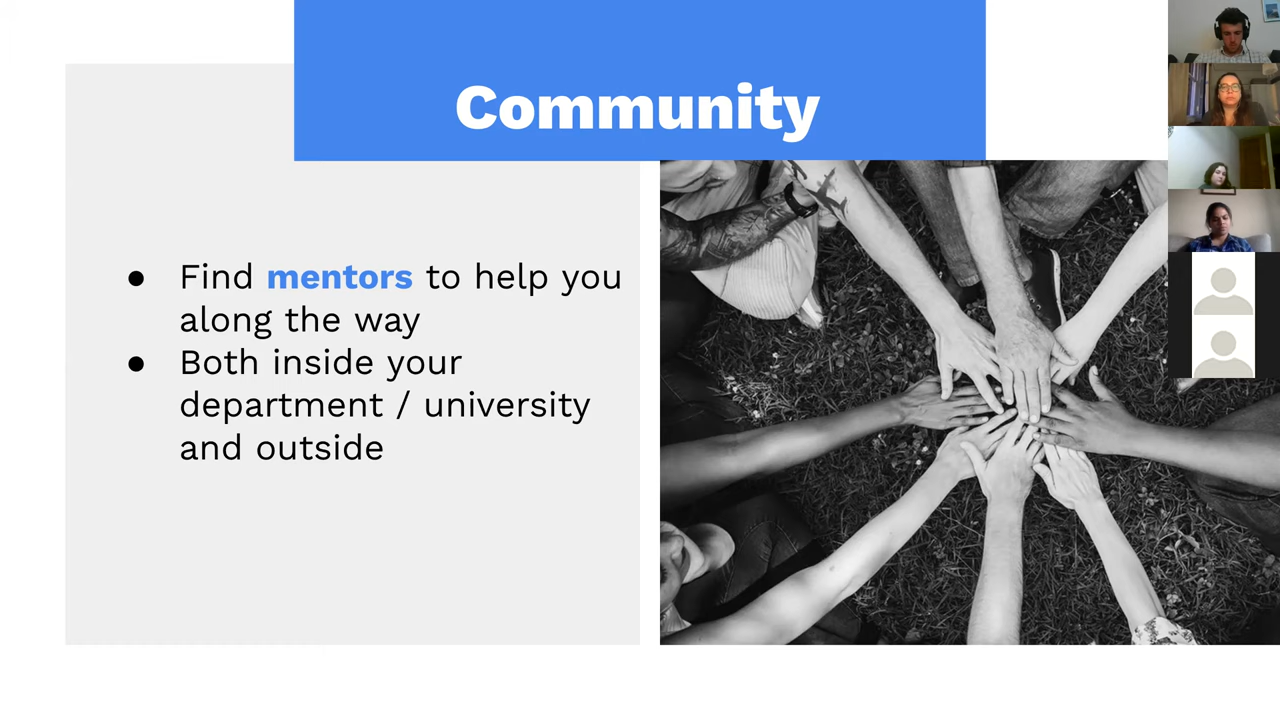 Community
● Find mentors to help you
along the way
● Both inside your
department / university
and outside